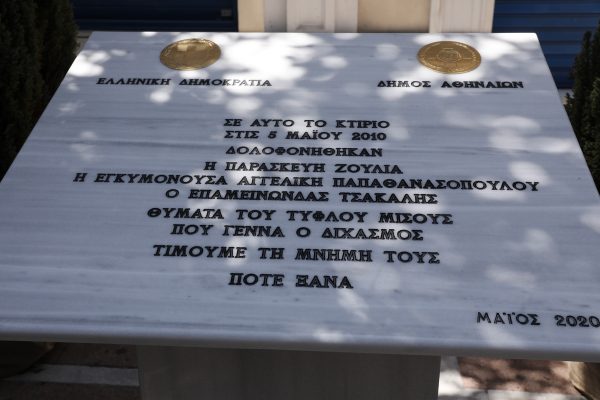 ΕΛΛΗΝΙΚΗ ΔΗΜΟΚΡΑΤΙΑ
ΔΗΜΟΣ ΑΘΗΝΑΙΩΝ
ΣΕ ΑΥΤΟ ΤΟ ΚΤΙΡΙΟ
ΣΤΙΣ 5 ΜΑΪΟΥ 2010
ΔΟΛΟΦΟΝΗΘΗΚΑΝ
Η ΠΑΡΑΣΚΕΥΗ ΖΟΥΛΙΑ
Η ΕΓΚΥΜΟΝΟΥΣΑ ΑΓΓΕΛΙΚΗ ΠΑΠΑΘΑΝΑΣΟΠΟΥΛΟΥ
Ο ΕΠΑΜΕΙΝΩΝΔΑΣ ΤΣΑΚΑΛΗΣ
ΘΥΜΑΤΑ ΤΟΥ ΤΥΦΛΟΥ ΜΙΣΟΥΣ
ΠΟΥ ΓΕΝΝΑ Ο ΔΙΧΑΣΜΟΣ
ΤΙΜΟΥΜΕ ΤΗ ΜΝΗΜΗ ΤΟΥΣ
ΠΟΤΕ ΞΑΝΑ
ΜΑΪΟΣ 2020